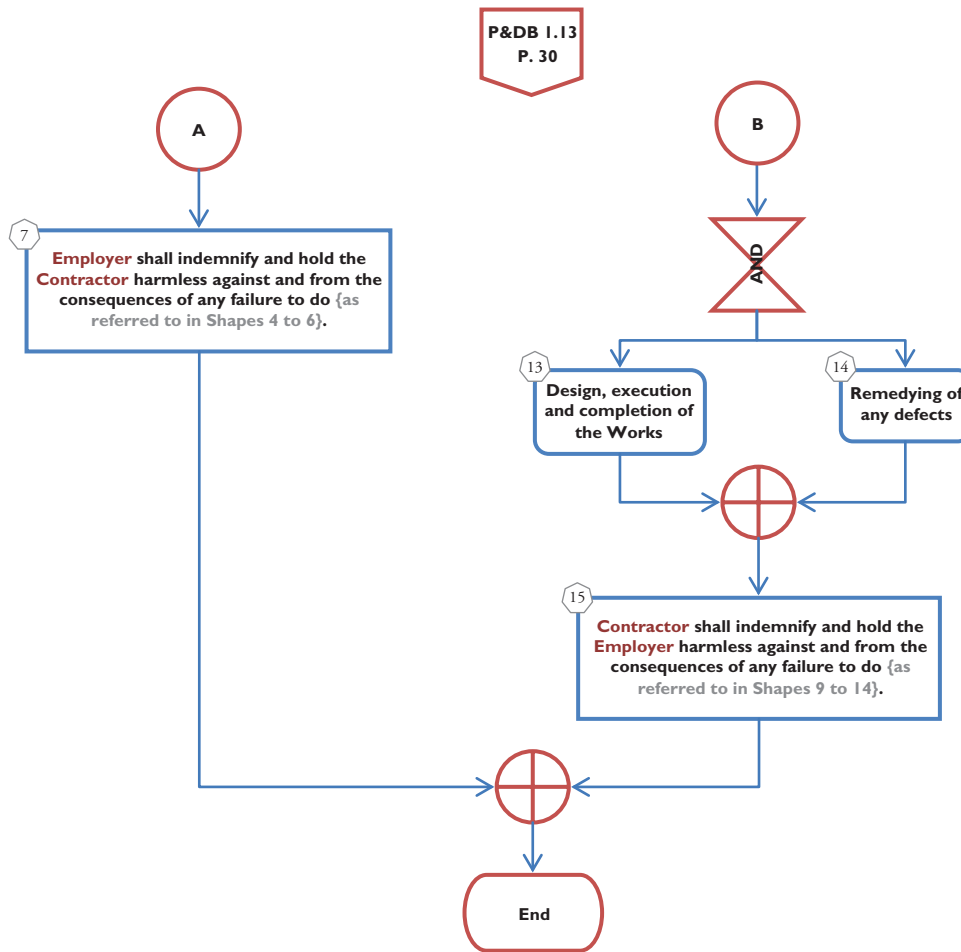 P&DB 1.13
P. 30
A
B
7
Employer shall indemnify and hold the
Contractor harmless against and from the
consequences of any failure to do {as
referred to in Shapes 4 to 6}.
AND
13
Design, execution
and completion of
the Works
14
Remedying of
any defects
15
Contractor shall indemnify and hold the
Employer harmless against and from the
consequences of any failure to do {as
referred to in Shapes 9 to 14}.
End